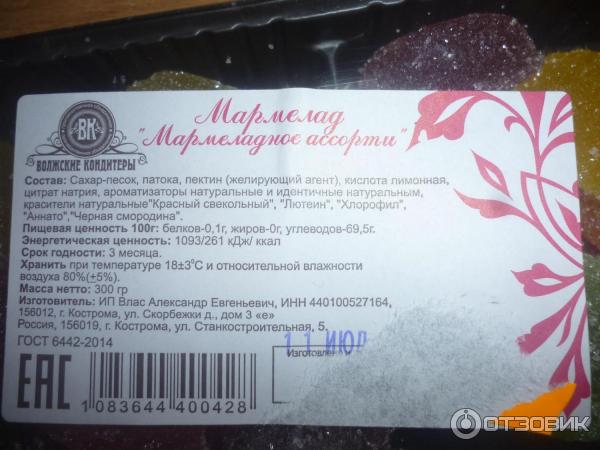 ВК
ВОЛЖСКИЕ КОНДИТЕРЫ
Мармелад
"Мармеладное ассорти"
Состав: Сахар-песок, патока, пектин (желирующий агент), кислота лимонная,
цитрат натрия, ароматизаторы натуральные и идентичные натуральным,
красители натуральные"Красный свекольный", "Лютеин", "Хлорофил",
"Аннато","Черная смородина".
Пищевая ценность 100г: белков-0,1г, жиров-0г, углеводов-69,5г.
Энергетическая ценность: 1093/261 кДж/ ккал
Срок годности: 3 месяца.
Хранить при температуре 18±3°С и относительной влажности
воздуха 80%(+5%).
Масса нетто: 300 гр
Изготовитель: ИП Влас Александр Евгеньевич, ИНН 440100527164,
156012, г. Кострома, ул. Скорбежки д., дом 3 «е»
Россия, 156019, г. Кострома, ул. Станкостроительная, 5.
ГОСТ 6442-2014
Изготовлено
11 ИЮЛ
EAC
1 083644 400428
ОТЗОВИК